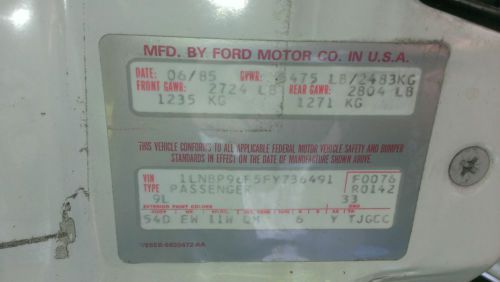 MFD. BY FORD MOTOR CO. IN U.S.A.
DATE: 06/85 GVWR: 5475 LB/2483KG
FRONT GAWR: 2724 LB REAR GAWR: 2804 LB
1235 KG 1271 KG
THIS VEHICLE CONFORMS TO ALL APPLICABLE FEDERAL MOTOR VEHICLE SAFETY AND BUMPER
STANDARDS IN EFFECT ON THE DATE OF MANUFACTURE SHOWN ABOVE.
VIN 1LNBP96F5FY736491 F0076
TYPE PASSENGER R0142
9L 33
EXTERIOR PAINT COLORS DSO
54D EW 11W QM 6 Y TJGCC